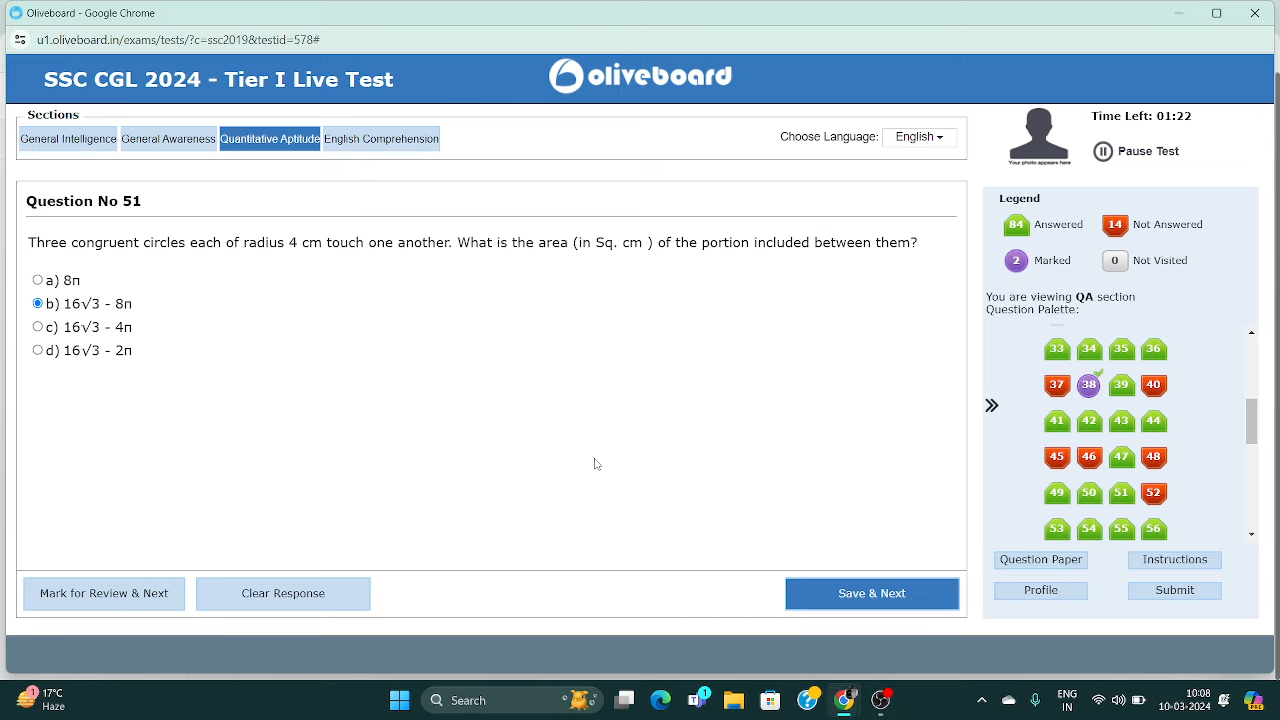 Oliveboard - Google Chrome
u1.oliveboard.in/exams/tests/?c=ssc2019&testid=578#
SSC CGL 2024 - Tier I Live Test
oliveboard
Sections
General Intelligence General Awareness Quantitative Aptitude English Comprehension
Choose Language: English
Your photo appears here
Time Left: 01:22
Pause Test
Question No 51
Three congruent circles each of radius 4 cm touch one another. What is the area (in Sq. cm ) of the portion included between them?
a) 8π
b) 16√3 - 8π
c) 16√3 - 4π
d) 16√3 - 2π
Mark for Review & Next
Clear Response
Save & Next
Legend
84 Answered 14 Not Answered
2 Marked 0 Not Visited
You are viewing QA section
Question Palette:
33 34 35 36
37 38 39 40
41 42 43 44
45 46 47 48
49 50 51 52
53 54 55 56
Question Paper Instructions
Profile Submit
1
17°C
Haze
Search
1
ENG
IN
10:08
10-03-2024